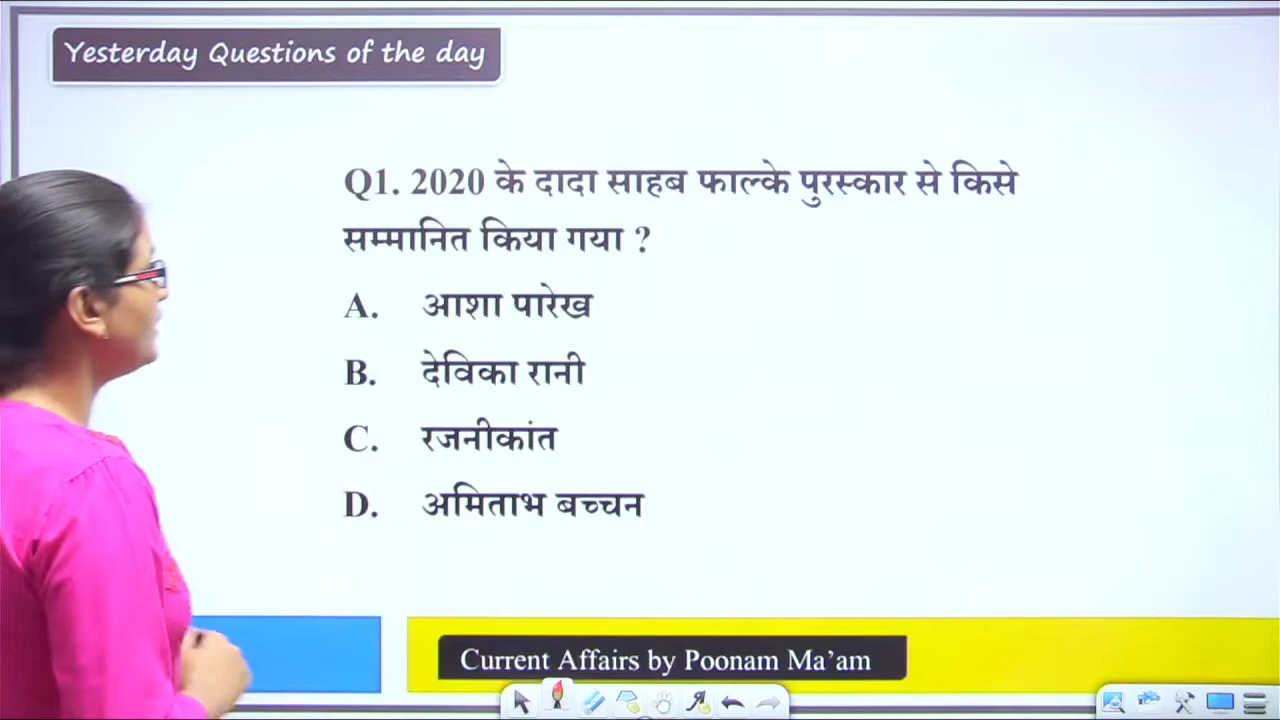 Yesterday Questions of the day
Q1. 2020 के दादा साहब फाल्के पुरस्कार से किसे
सम्मानित किया गया ?
A. आशा पारेख
B. देविका रानी
C. रजनीकांत
D. अमिताभ बच्चन
Current Affairs by Poonam Ma’am